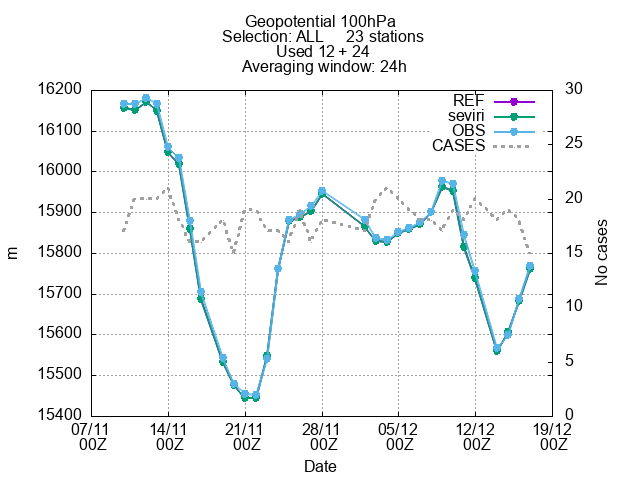 Geopotential 100hPa
Selection: ALL 23 stations
Used 12 + 24
Averaging window: 24h
REF
seviri
OBS
CASES
16200
16100
16000
15900
15800
15700
15600
15500
15400
m
30
25
20
15
10
5
0
No cases
07/11 14/11 21/11 28/11 05/12 12/12 19/12
00Z 00Z 00Z 00Z 00Z 00Z 00Z
Date